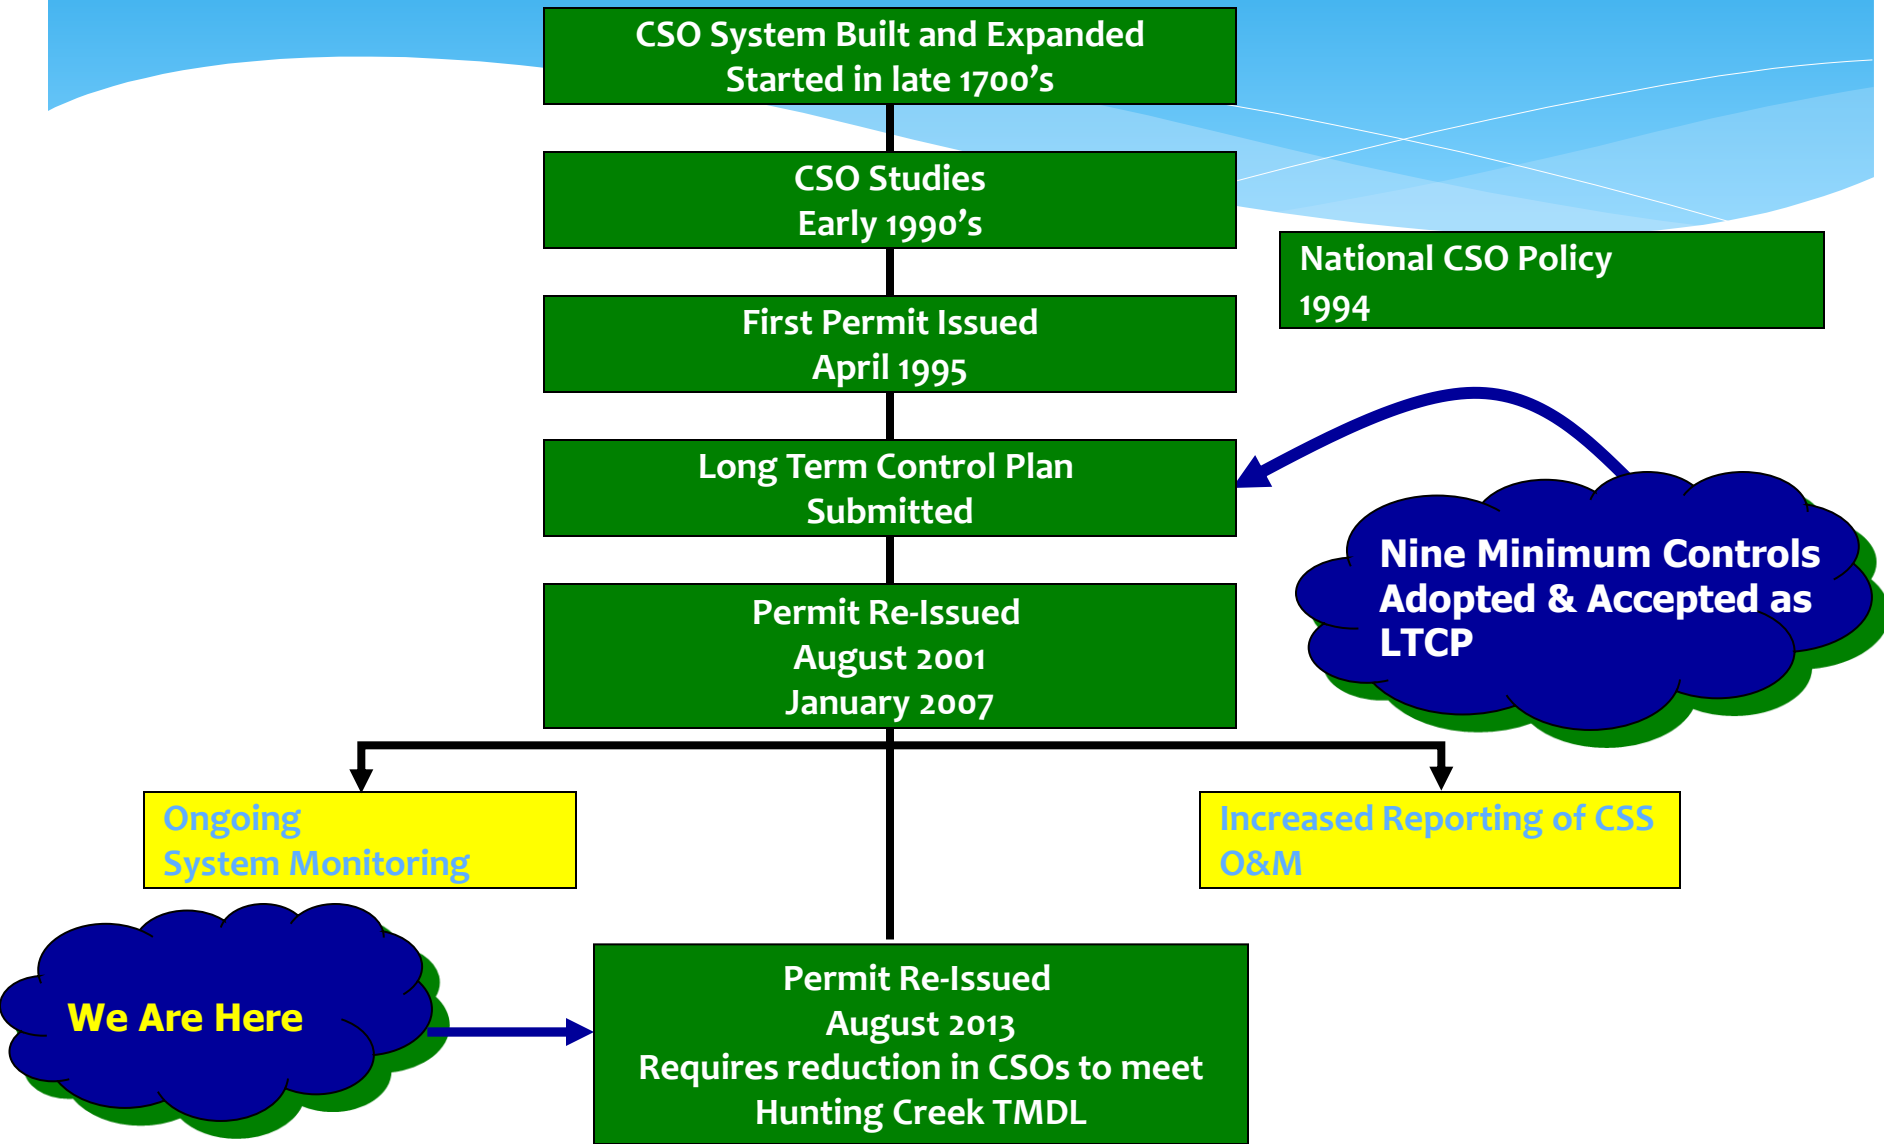 CSO System Built and Expanded
Started in late 1700's
CSO Studies
Early 1990's
National CSO Policy
1994
First Permit Issued
April 1995
Long Term Control Plan
Submitted
Nine Minimum Controls
Adopted & Accepted as
LTCP
Permit Re-Issued
August 2001
January 2007
Ongoing
System Monitoring
Increased Reporting of CSS
O&M
We Are Here
Permit Re-Issued
August 2013
Requires reduction in CSOs to meet
Hunting Creek TMDL